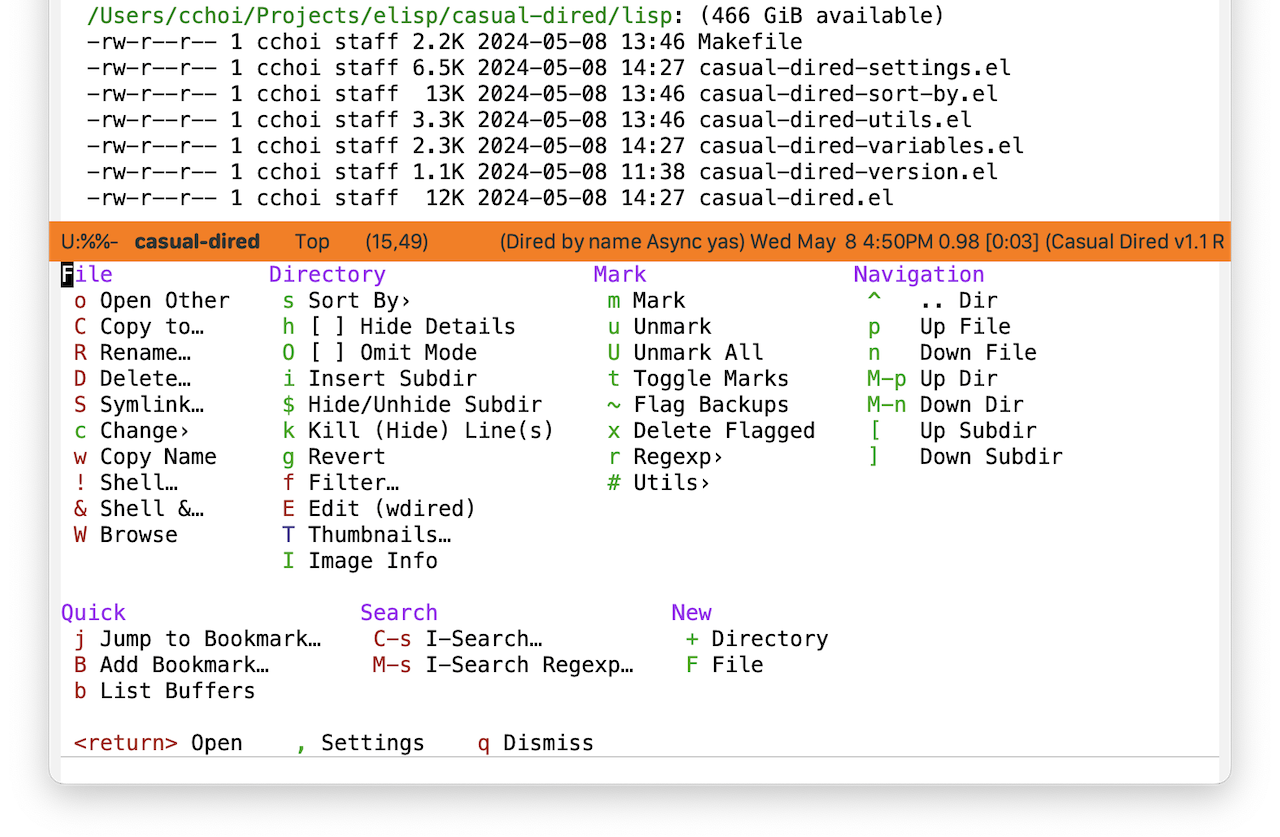 /Users/cchoi/Projects/elisp/casual-dired/lisp: (466 GiB available)
-rw-r--r-- 1 cchoi staff 2.2K 2024-05-08 13:46 Makefile
-rw-r--r-- 1 cchoi staff 6.5K 2024-05-08 14:27 casual-dired-settings.el
-rw-r--r-- 1 cchoi staff  13K 2024-05-08 13:46 casual-dired-sort-by.el
-rw-r--r-- 1 cchoi staff 3.3K 2024-05-08 13:46 casual-dired-utils.el
-rw-r--r-- 1 cchoi staff 2.3K 2024-05-08 14:27 casual-dired-variables.el
-rw-r--r-- 1 cchoi staff 1.1K 2024-05-08 11:38 casual-dired-version.el
-rw-r--r-- 1 cchoi staff  12K 2024-05-08 14:27 casual-dired.el
U:%%- casual-dired Top (15,49) (Dired by name Async yas) Wed May 8 4:50PM 0.98 [0:03] (Casual Dired v1.1 R
File Directory Mark Navigation
o Open Other s Sort By› m Mark ^ .. Dir
C Copy to… h [ ] Hide Details u Unmark p Up File
R Rename… O [ ] Omit Mode U Unmark All n Down File
D Delete… i Insert Subdir t Toggle Marks M-p Up Dir
S Symlink… $ Hide/Unhide Subdir ~ Flag Backups M-n Down Dir
c Change› k Kill (Hide) Line(s) x Delete Flagged [ Up Subdir
w Copy Name g Revert r Regexp› ] Down Subdir
! Shell… f Filter… # Utils›
& Shell &… E Edit (wdired)
W Browse T Thumbnails…
I Image Info
Quick Search New
j Jump to Bookmark… C-s I-Search… + Directory
B Add Bookmark… M-s I-Search Regexp… F File
b List Buffers
<return> Open , Settings q Dismiss